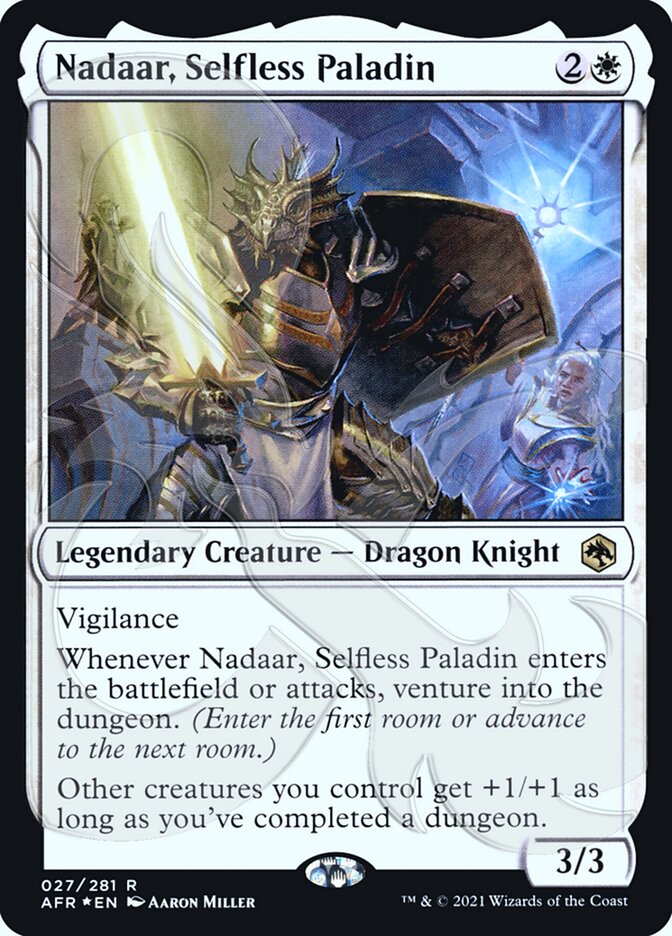 Nadaar, Selfless Paladin 2
Legendary Creature — Dragon Knight
Vigilance
Whenever Nadaar, Selfless Paladin enters
the battlefield or attacks, venture into the
dungeon. (Enter the first room or advance
to the next room.)
Other creatures you control get +1/+1 as
long as you've completed a dungeon.
3/3
027/281 R
AFR ★ EN Aaron Miller
™ & © 2021 Wizards of the Coast